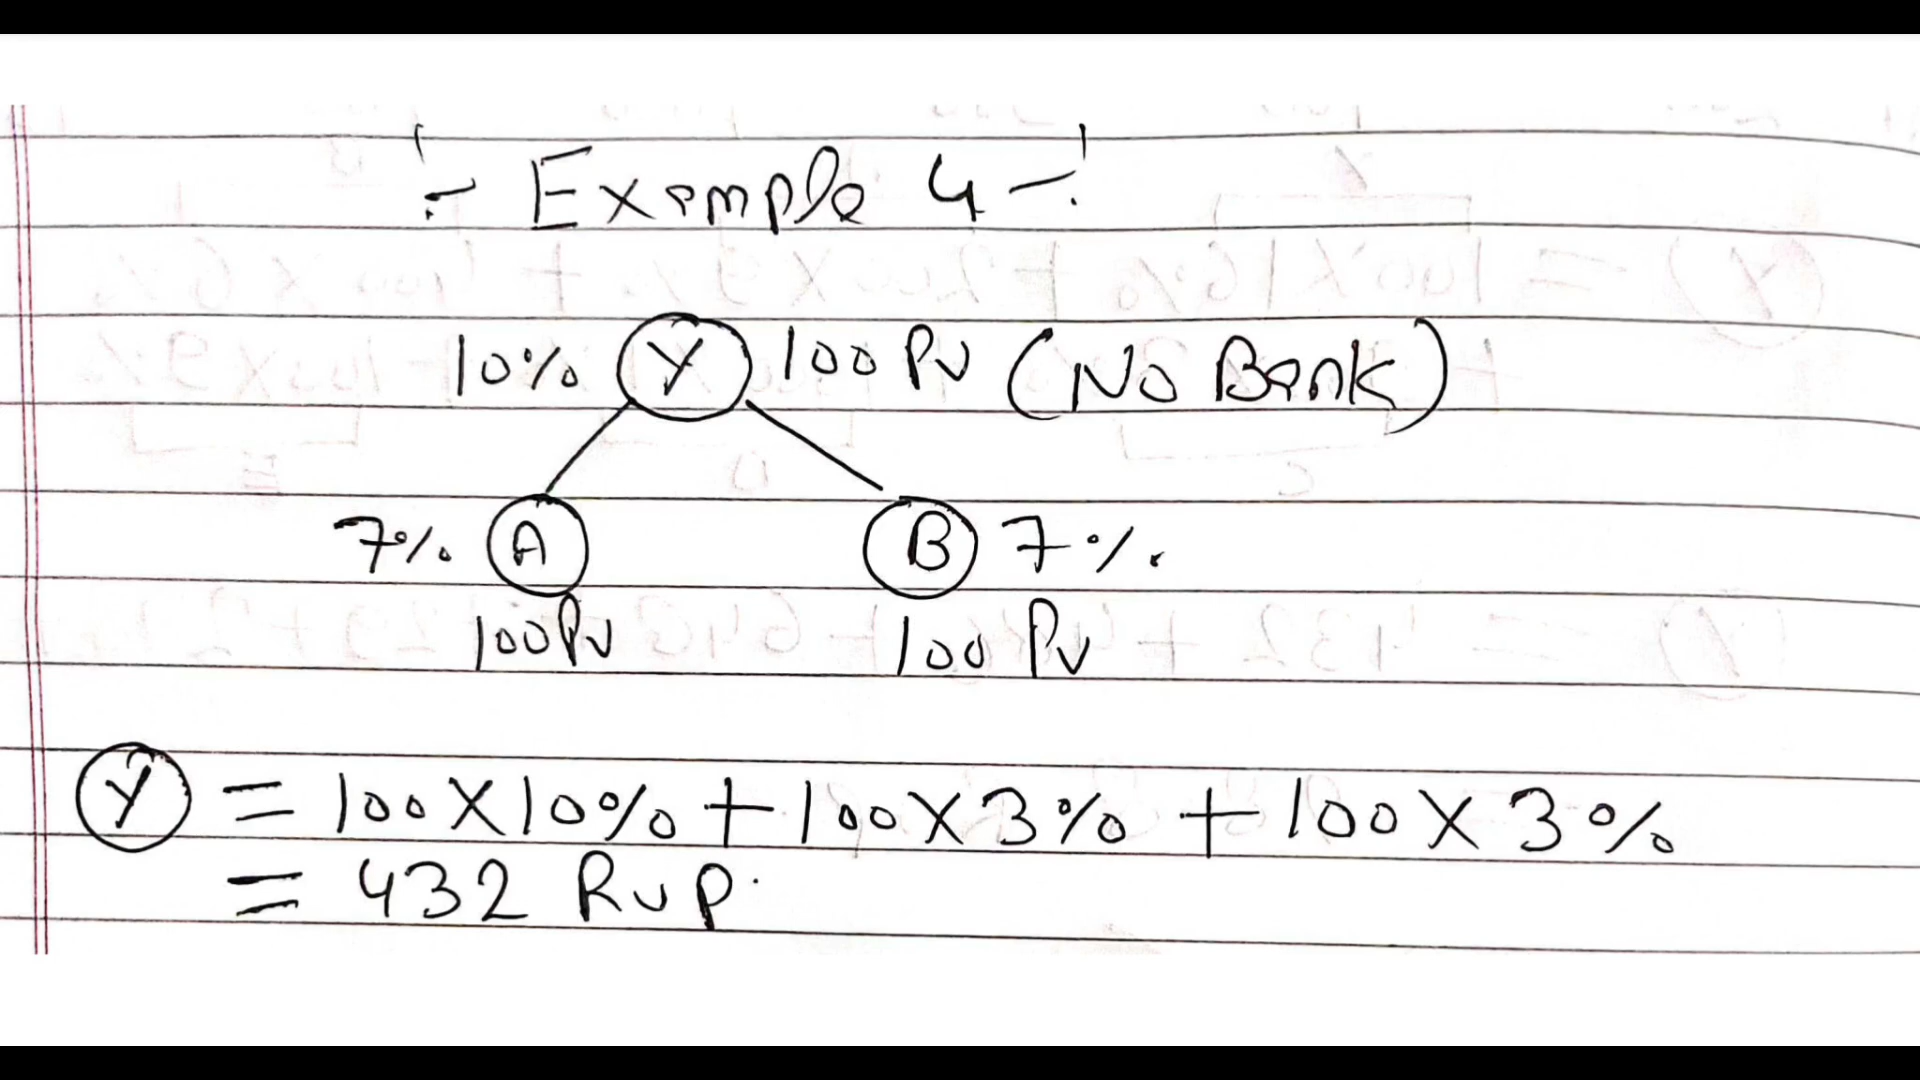 :- Example 4 -:
10% Y 100 PV (No Bank)
7% A B 7%.
100 PV 100 PV
Y = 100 X 10% + 100 X 3% + 100 X 3%
= 432 Rup.